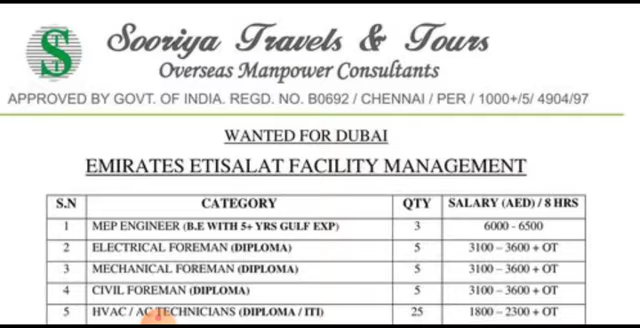 S
Sooriya Travels & Tours
Overseas Manpower Consultants
APPROVED BY GOVT. OF INDIA. REGD. NO. B0692 / CHENNAI / PER / 1000+/5/ 4904/97
WANTED FOR DUBAI
EMIRATES ETISALAT FACILITY MANAGEMENT
S.N CATEGORY QTY SALARY (AED) / 8 HRS
1 MEP ENGINEER (B.E WITH 5+ YRS GULF EXP) 3 6000 - 6500
2 ELECTRICAL FOREMAN (DIPLOMA) 5 3100 – 3600 + OT
3 MECHANICAL FOREMAN (DIPLOMA) 5 3100 – 3600 + OT
4 CIVIL FOREMAN (DIPLOMA) 5 3100 – 3600 + OT
5 HVAC / AC TECHNICIANS (DIPLOMA / ITI) 25 1800 – 2300 + OT